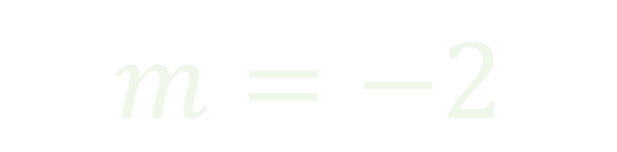 m = −2